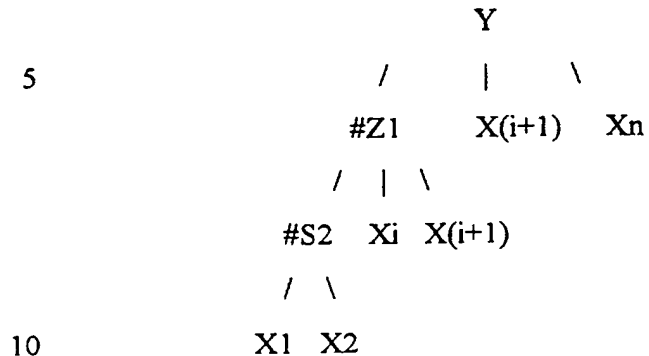 Y
5 / | \
#Z1 X(i+1) Xn
/ | \
#S2 Xi X(i+1)
/ \
10 X1 X2